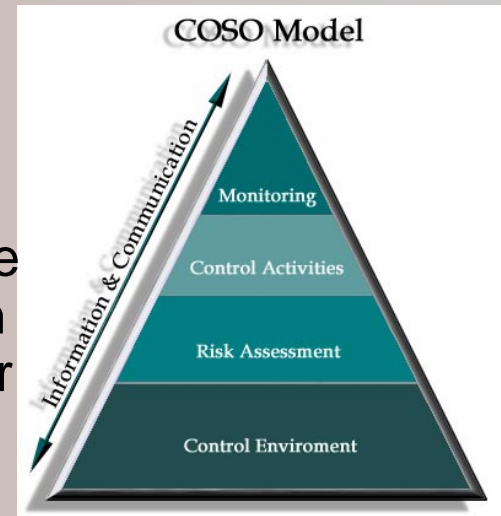 COSO Model
Information & Communication
Monitoring
Control Activities
Risk Assessment
Control Enviroment